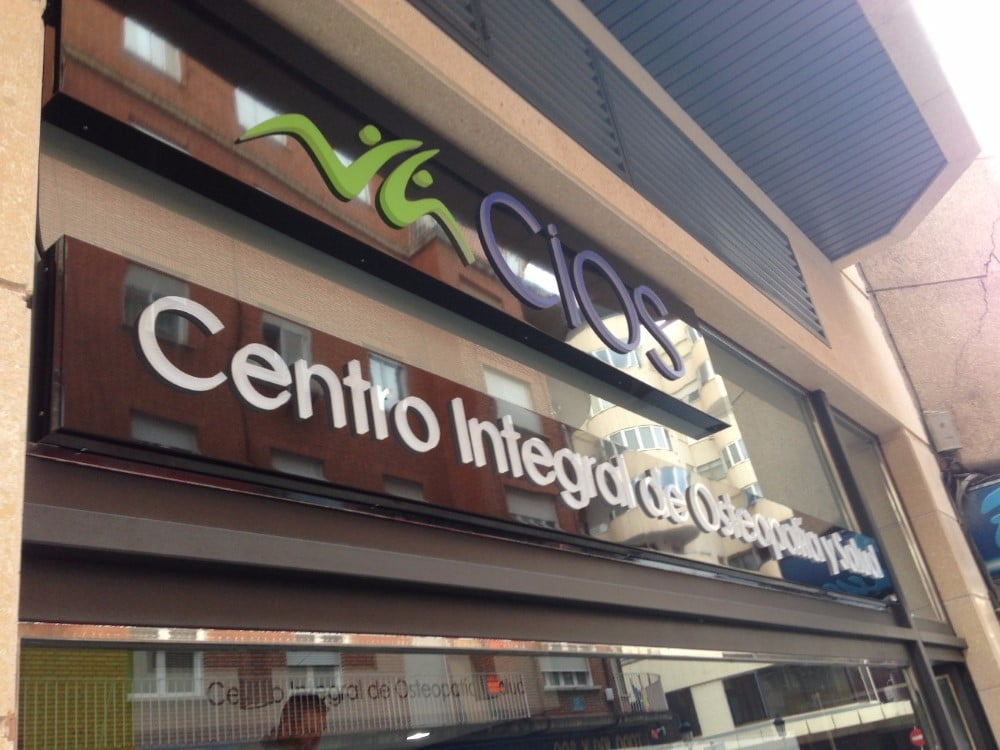 CiOS
Centro Integral de Osteopatía y Salud
Centro Integral de Osteopatía Salud